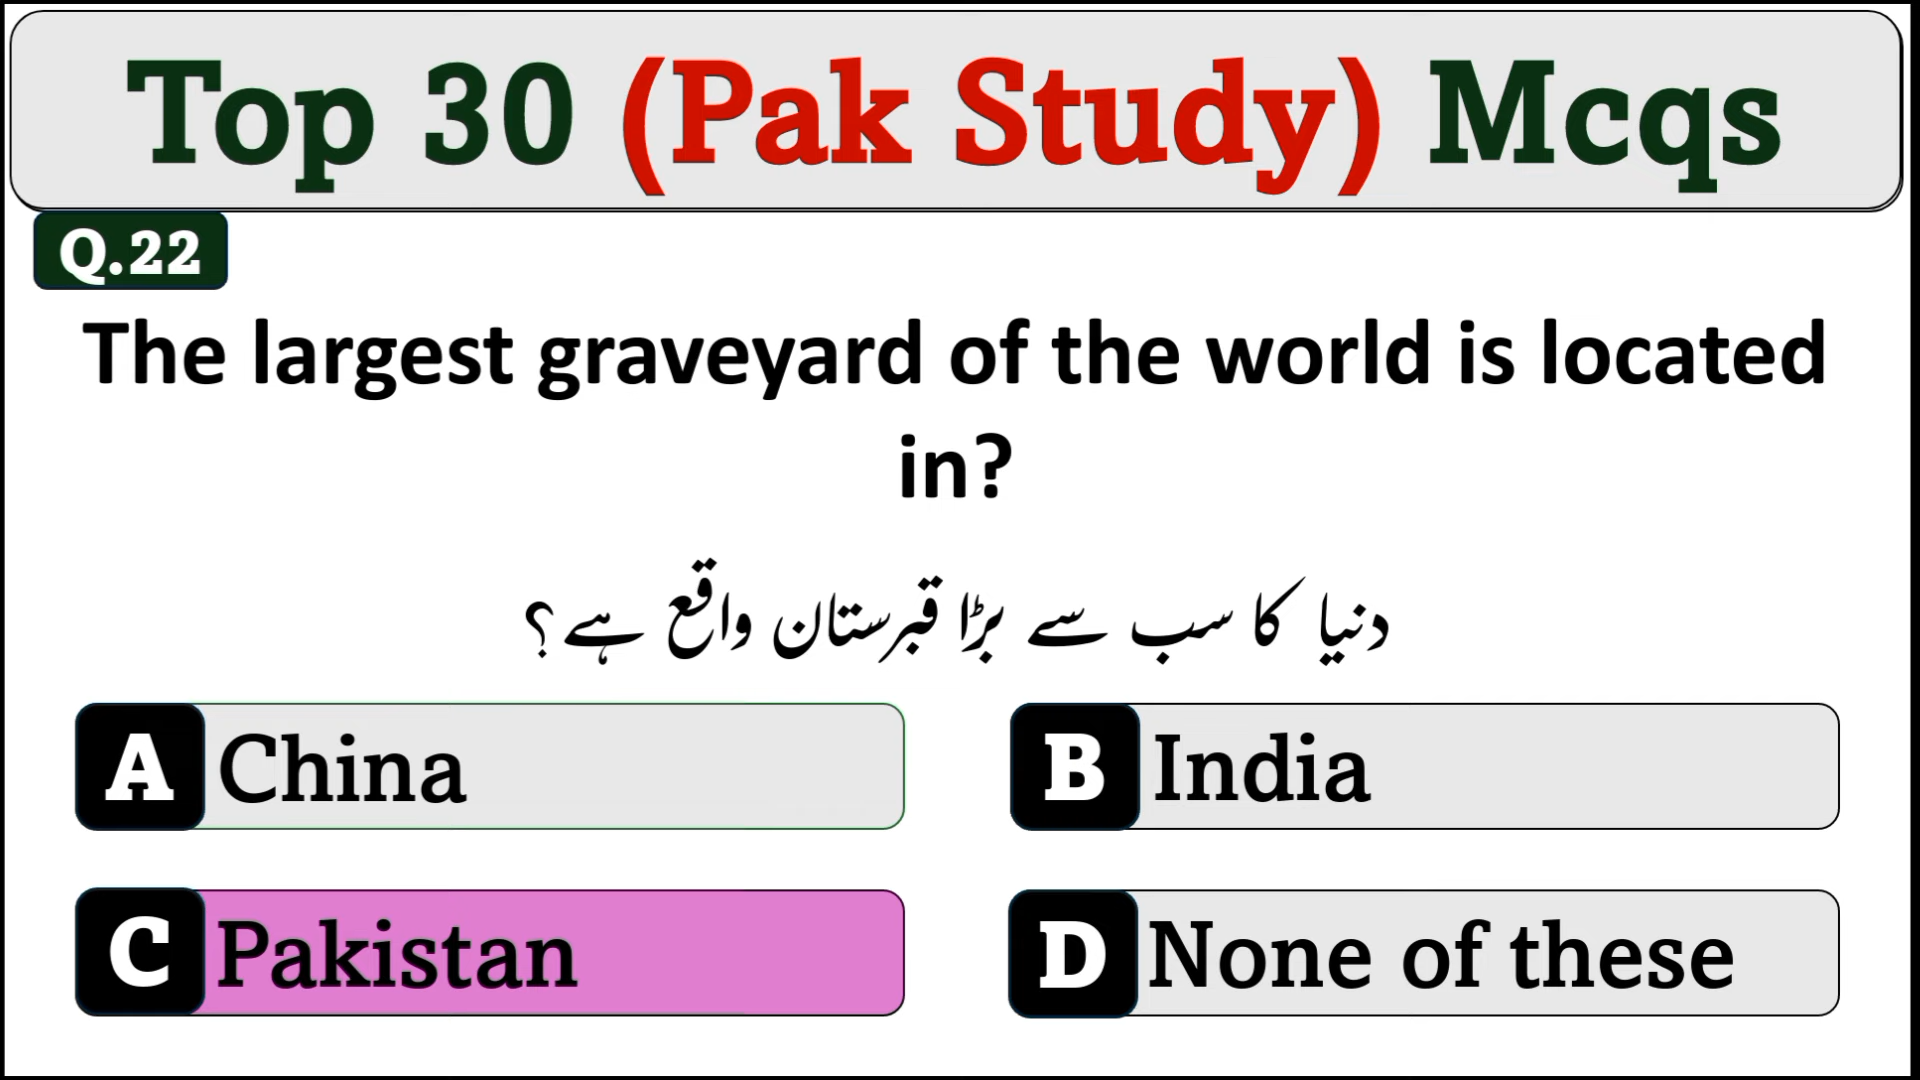 Top 30 (Pak Study) Mcqs
Q.22
The largest graveyard of the world is located
in?
دنیا کا سب سے بڑا قبرستان واقع ہے؟
A China
B India
C Pakistan
D None of these